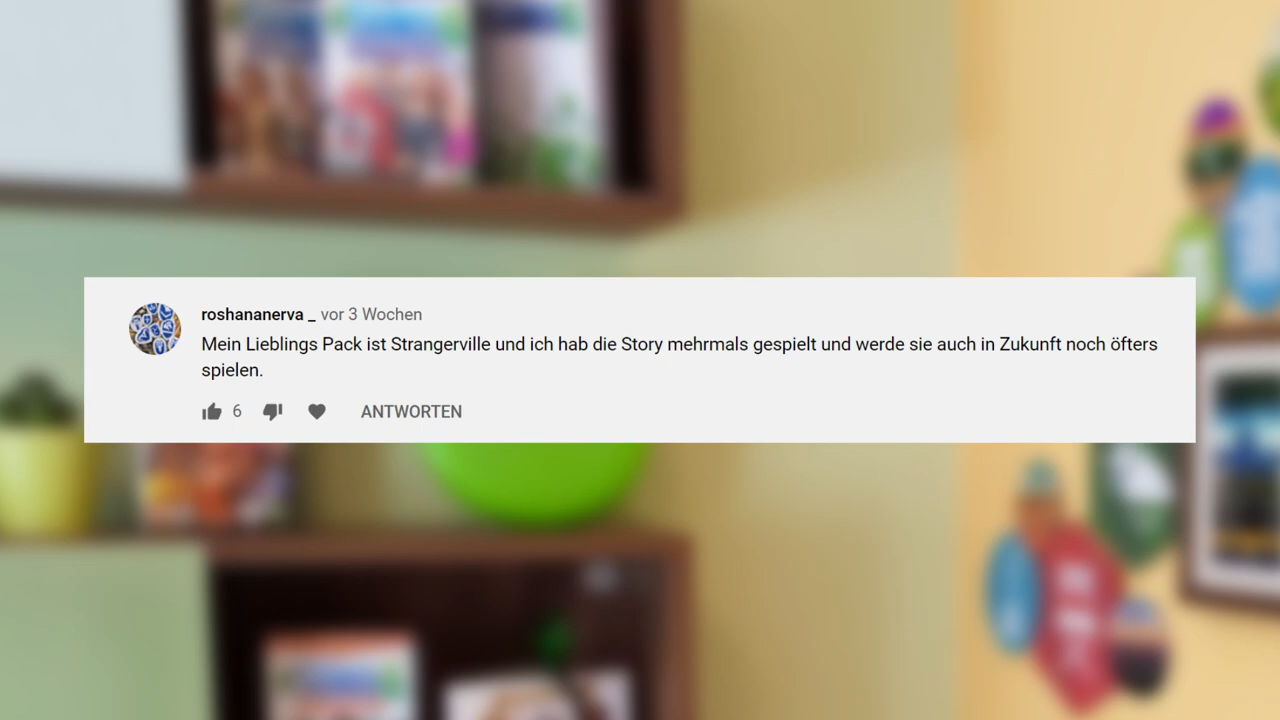 roshananerva _ vor 3 Wochen
Mein Lieblings Pack ist Strangerville und ich hab die Story mehrmals gespielt und werde sie auch in Zukunft noch öfters
spielen.
6 ANTWORTEN